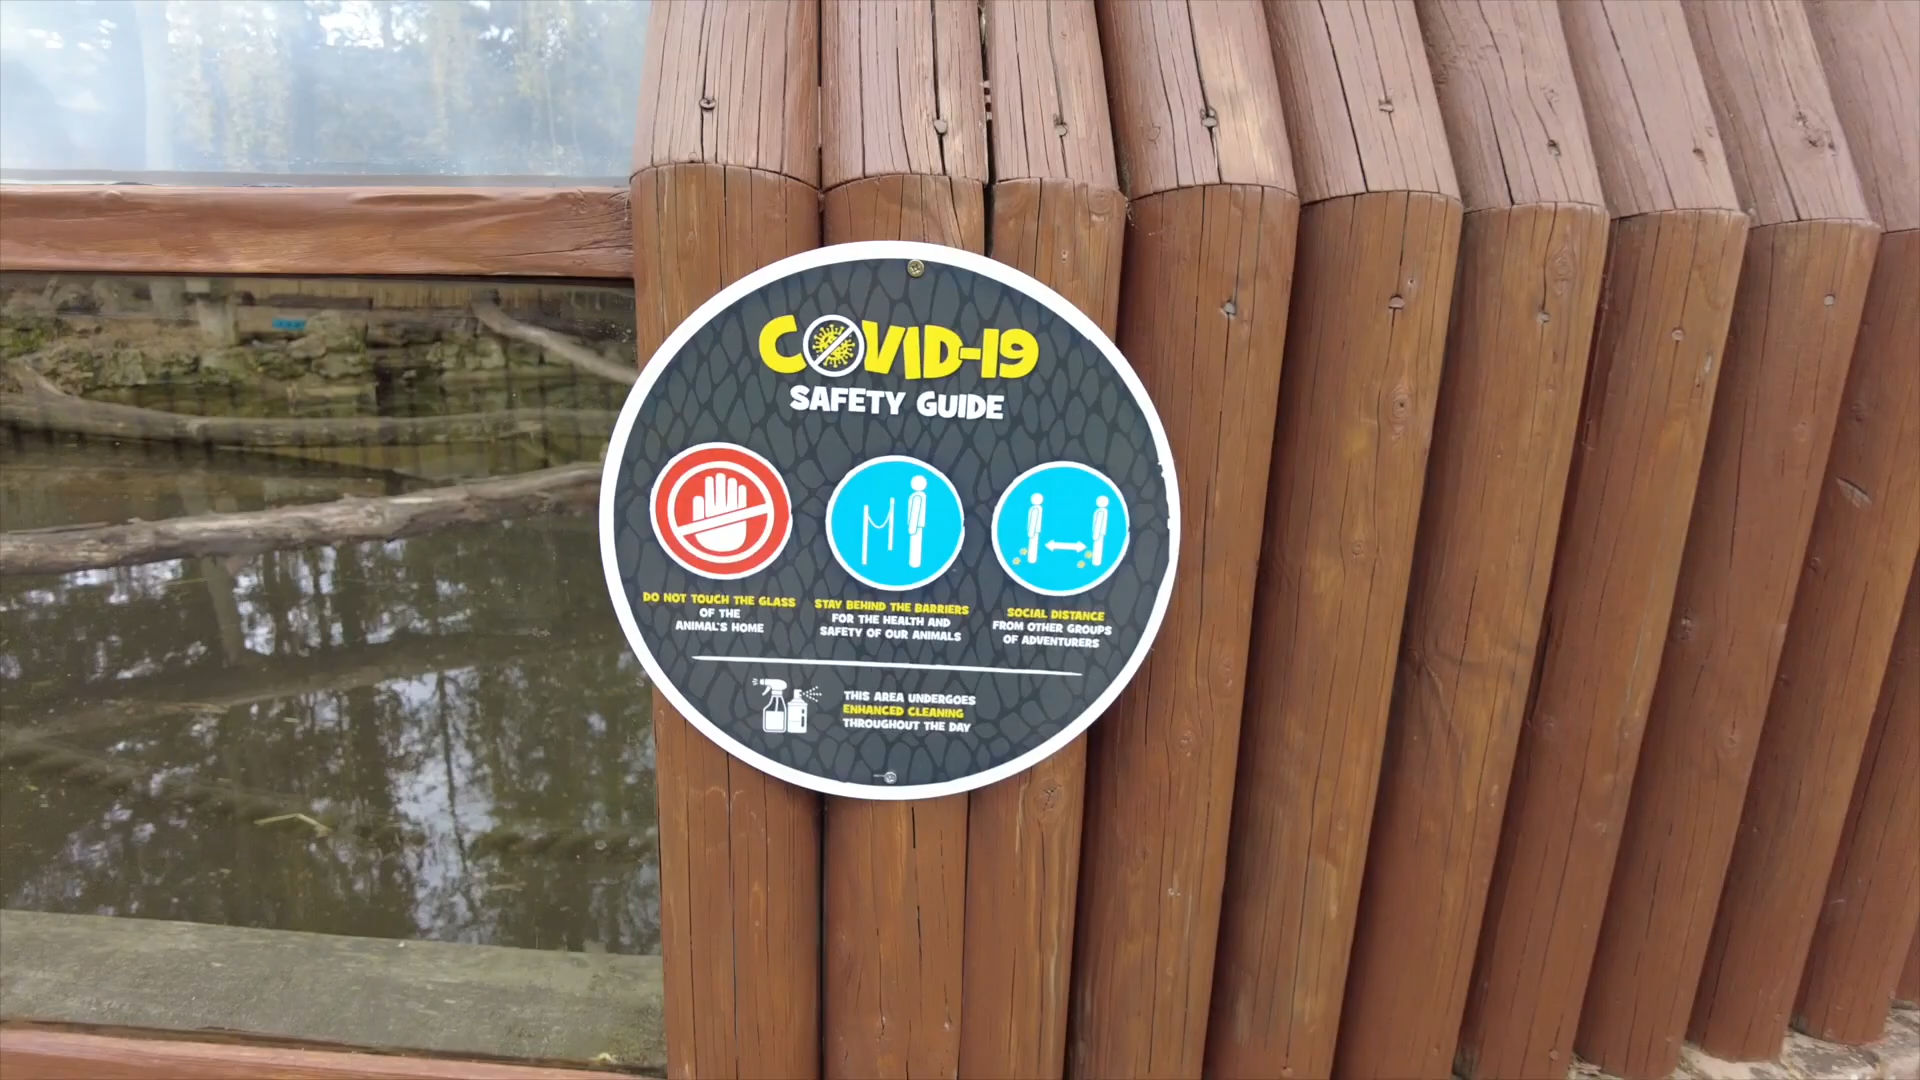 COVID-19
SAFETY GUIDE
DO NOT TOUCH THE GLASS
OF THE
ANIMAL'S HOME
STAY BEHIND THE BARRIERS
FOR THE HEALTH AND
SAFETY OF OUR ANIMALS
SOCIAL DISTANCE
FROM OTHER GROUPS
OF ADVENTURERS
THIS AREA UNDERGOES
ENHANCED CLEANING
THROUGHOUT THE DAY